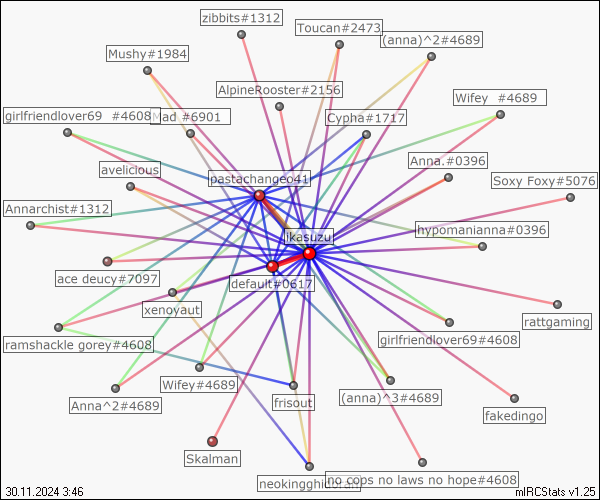 zibbits#1312
Toucan#2473
(anna)^2#4689
Mushy#1984
AlpineRooster#2156
Wifey #4689
girlfriendlover69 #4608
Mad #6901
Cypha#1717
avelicious
pastachangeo41
Anna.#0396
Soxy Foxy#5076
Annarchist#1312
likasuzu
hypomanianna#0396
ace deucy#7097
default#0617
xenoyaut
rattgaming
ramshackle gorey#4608
girlfriendlover69#4608
Wifey#4689
Anna^2#4689
frisout
(anna)^3#4689
fakedingo
Skalman
no cops no laws no hope#4608
30.11.2024 3:46
mIRCStats v1.25